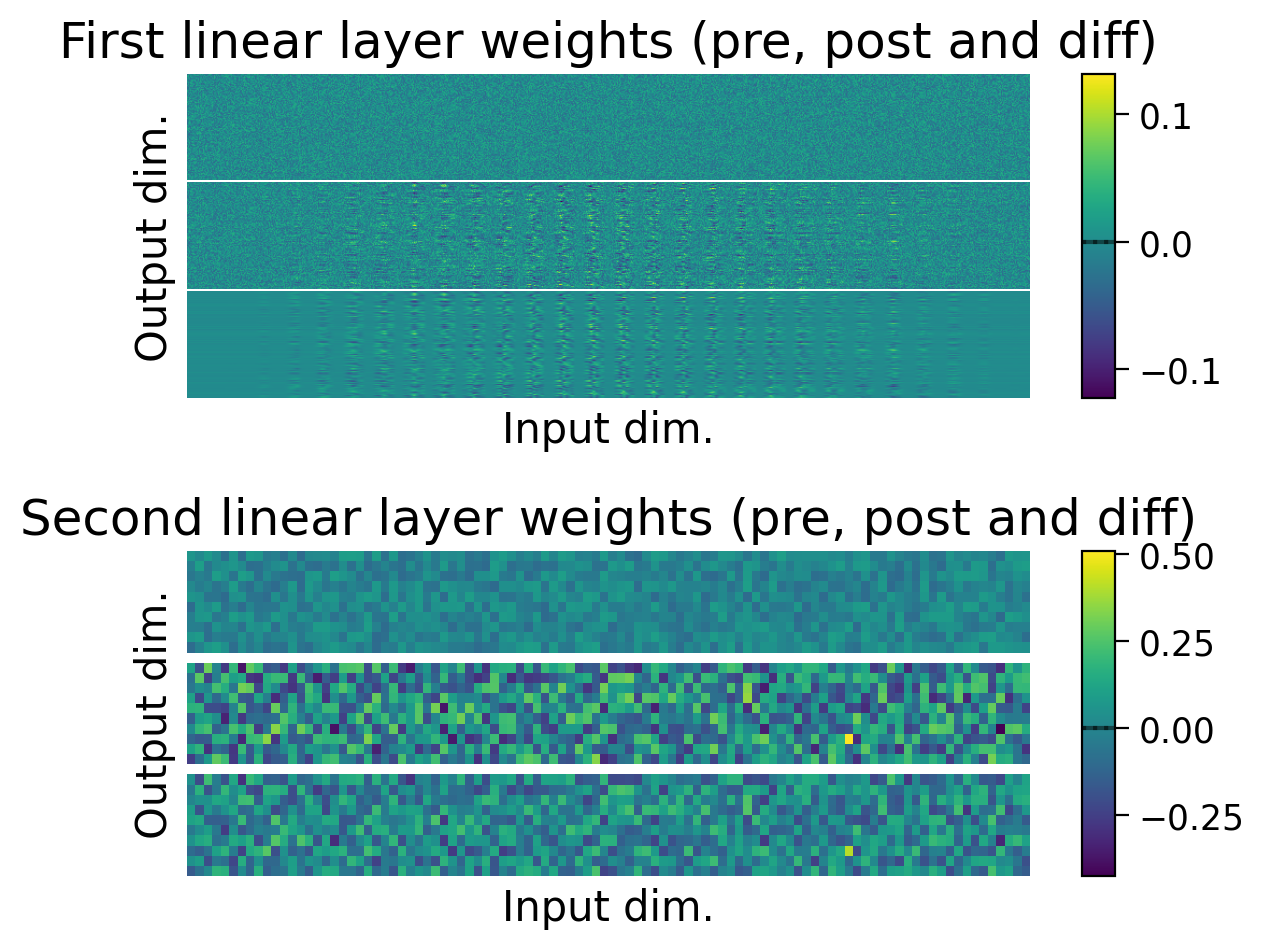 First linear layer weights (pre, post and diff)
Output dim.
0.1
0.0
−0.1
Input dim.
Second linear layer weights (pre, post and diff)
Output dim.
0.50
0.25
0.00
−0.25
Input dim.